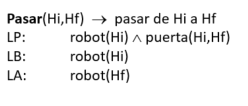 Pasar(Hi,Hf) → pasar de Hi a Hf
LP: robot(Hi) ∧ puerta(Hi,Hf)
LB: robot(Hi)
LA: robot(Hf)